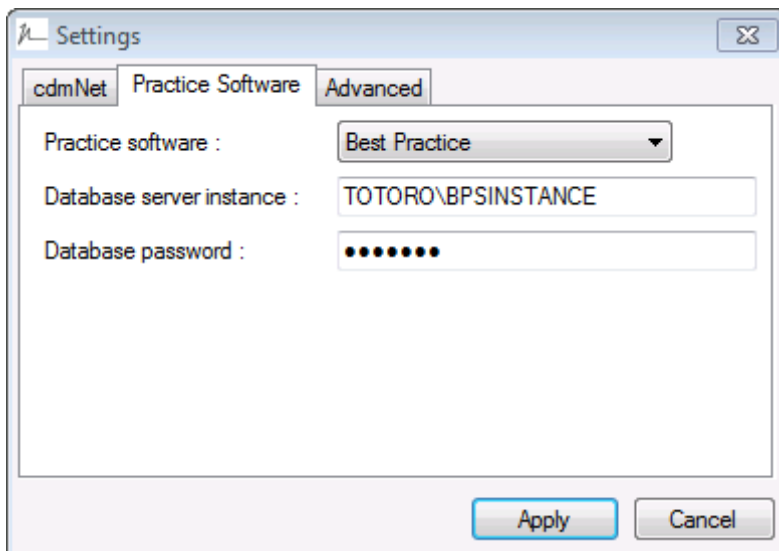 Settings
cdmNet Practice Software Advanced
Practice software : Best Practice
Database server instance : TOTORO\BPSINSTANCE
Database password : •••••••
Apply Cancel